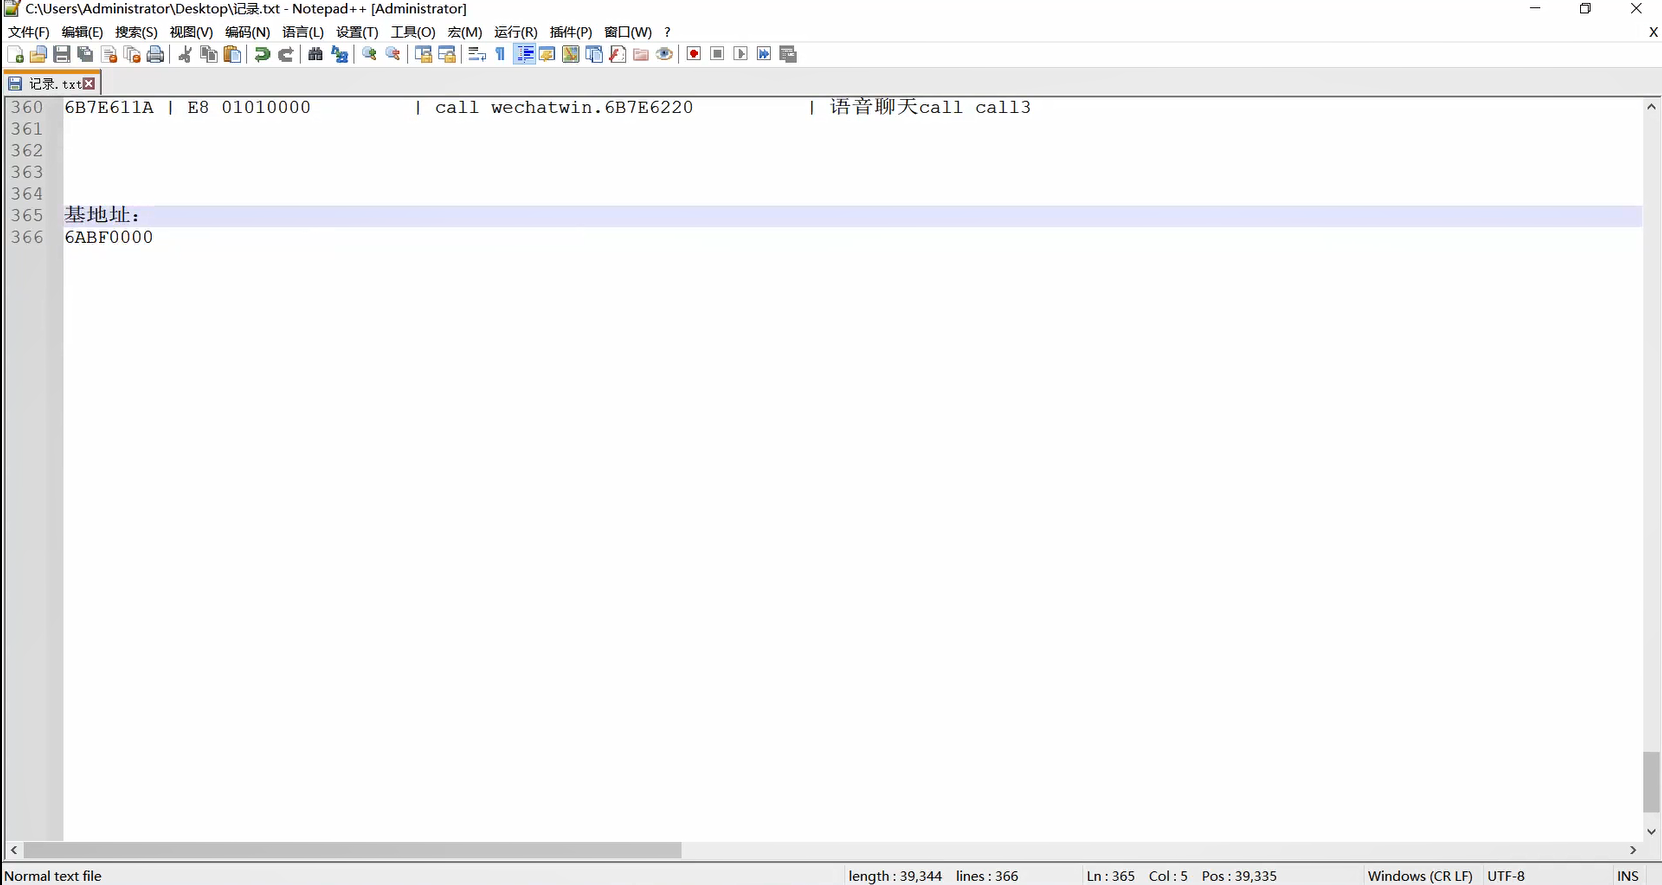 C:\Users\Administrator\Desktop\记录.txt - Notepad++ [Administrator]
文件(F) 编辑(E) 搜索(S) 视图(V) 编码(N) 语言(L) 设置(T) 工具(O) 宏(M) 运行(R) 插件(P) 窗口(W) ? X
记录.txt
360 6B7E611A | E8 01010000 | call wechatwin.6B7E6220 | 语音聊天call call3
361
362
363
364
365 基地址：
366 6ABF0000
Normal text file length : 39,344 lines : 366 Ln : 365 Col : 5 Pos : 39,335 Windows (CR LF) UTF-8 INS